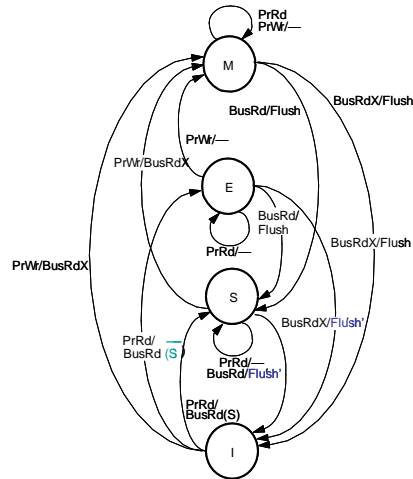 PrRd
PrWr/—
M
BusRd/Flush
BusRdX/Flush
PrWr/—
PrWr/BusRdX
E
BusRd/
Flush
PrRd/—
BusRdX/Flush
PrWr/BusRdX
S
BusRdX/Flush'
PrRd/
BusRd(S)
PrRd/—
BusRd/Flush'
PrRd/
BusRd(S)
I